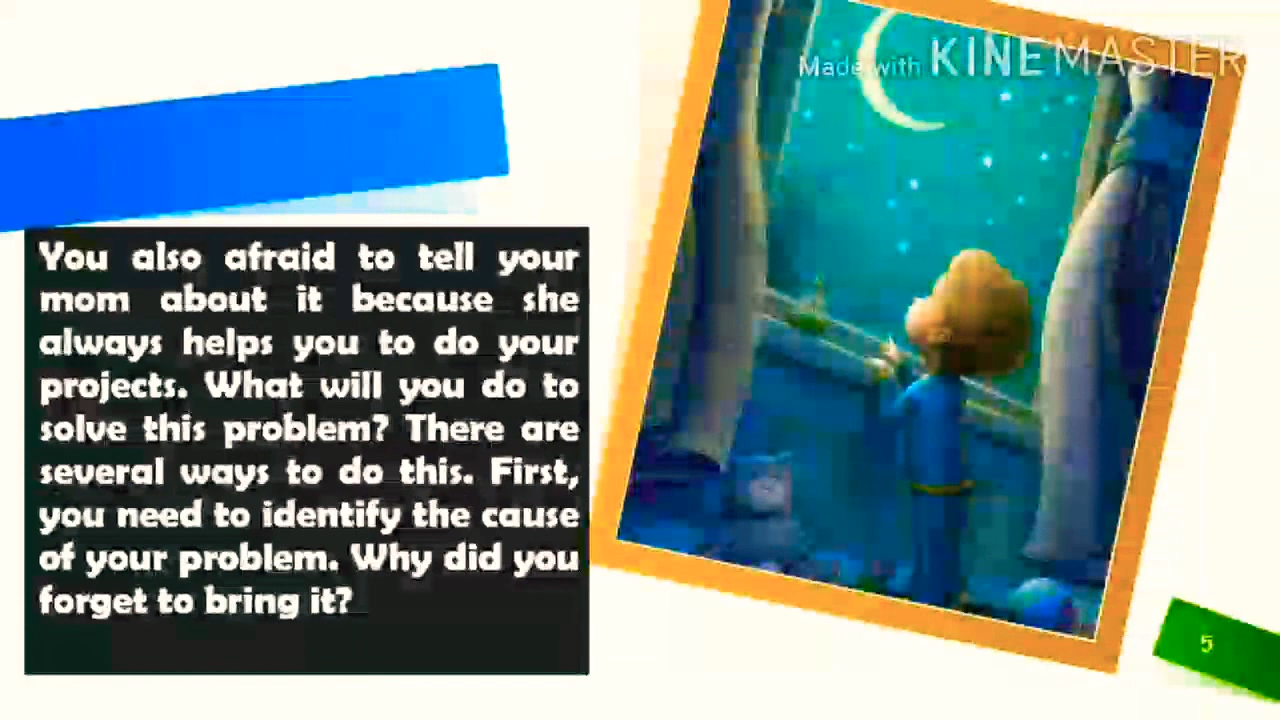 Made with KINEMASTER
You also afraid to tell your
mom about it because she
always helps you to do your
projects. What will you do to
solve this problem? There are
several ways to do this. First,
you need to identify the cause
of your problem. Why did you
forget to bring it?
5